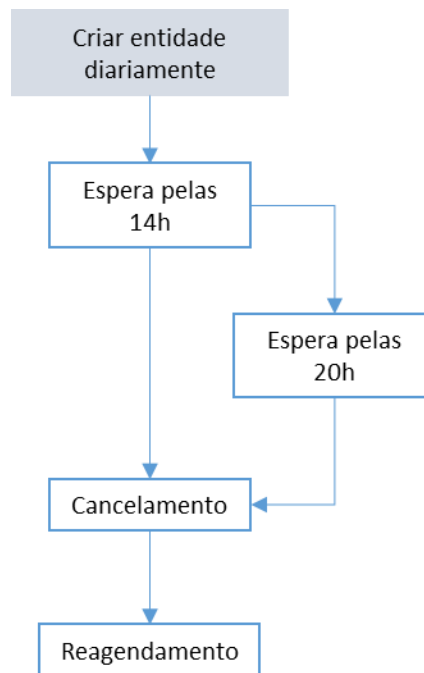 Criar entidade
diariamente
Espera pelas
14h
Espera pelas
20h
Cancelamento
Reagendamento